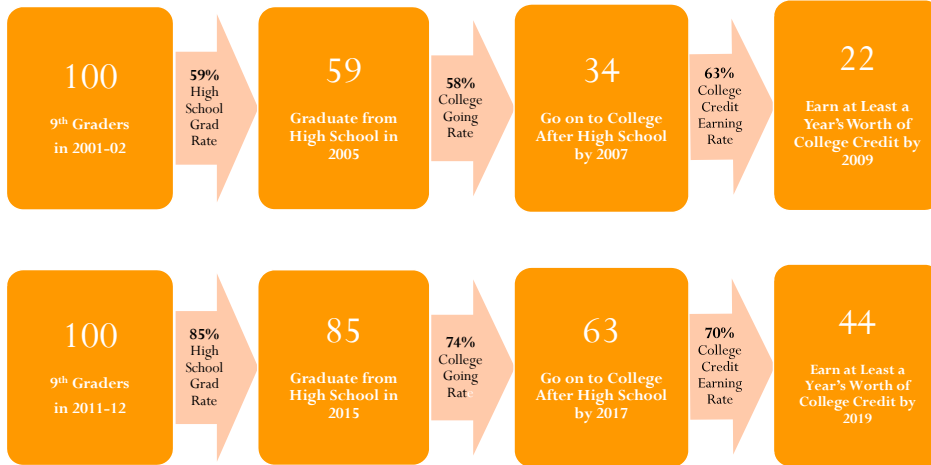 100
9th Graders
in 2001-02
59%
High
School
Grad
Rate
59
Graduate from
High School in
2005
58%
College
Going
Rate
34
Go on to College
After High School
by 2007
63%
College
Credit
Earning
Rate
22
Earn at Least a
Year's Worth of
College Credit by
2009
100
9th Graders
in 2011-12
85%
High
School
Grad
Rate
85
Graduate from
High School in
2015
74%
College
Going
Rate
63
Go on to College
After High School
by 2017
70%
College
Credit
Earning
Rate
44
Earn at Least a
Year's Worth of
College Credit by
2019